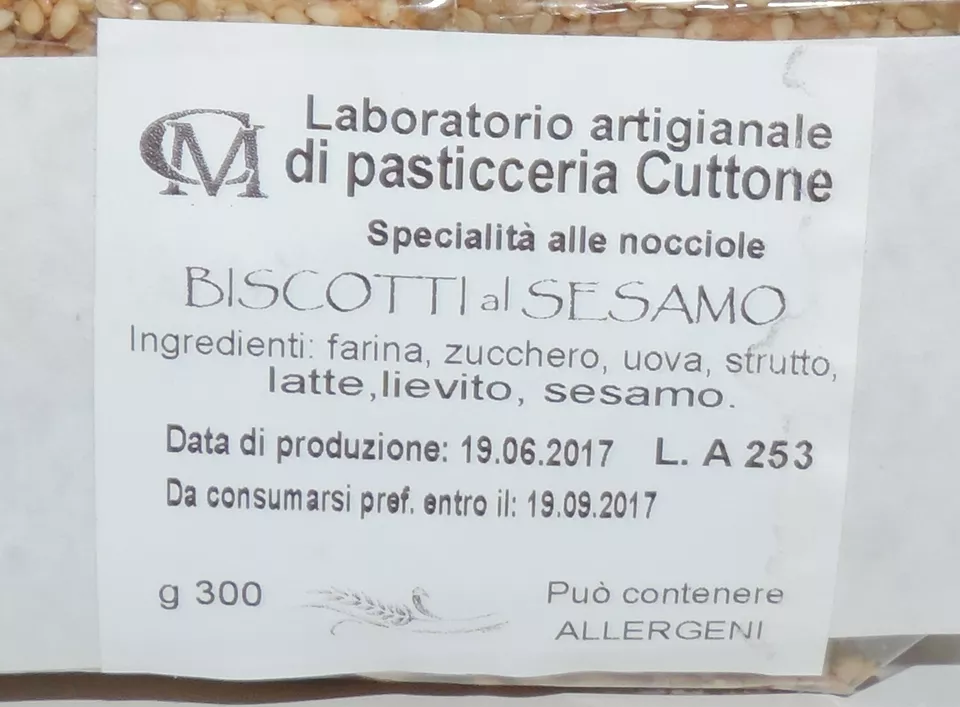 CM
Laboratorio artigianale
di pasticceria Cuttone
Specialità alle nocciole
BISCOTTI al SESAMO
Ingredienti: farina, zucchero, uova, strutto,
latte,lievito, sesamo.
Data di produzione: 19.06.2017 L. A 253
Da consumarsi pref. entro il: 19.09.2017
g 300
Può contenere
ALLERGENI